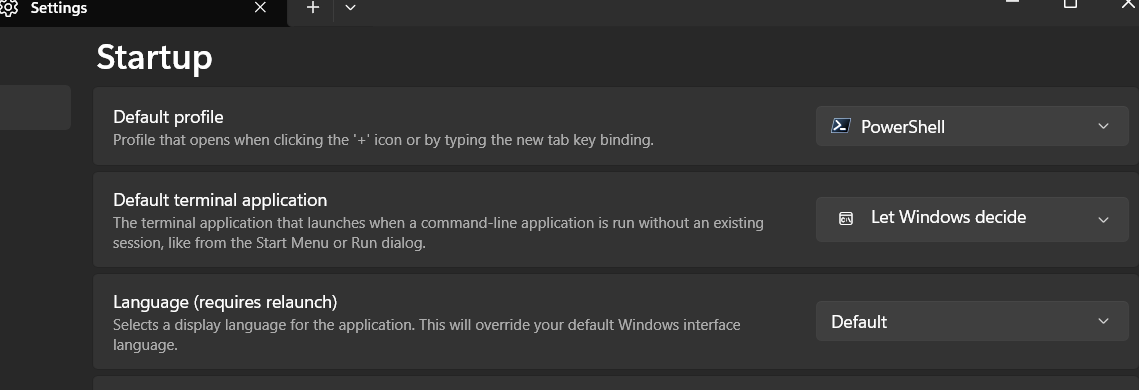 Settings
Startup
Default profile
Profile that opens when clicking the '+' icon or by typing the new tab key binding.
PowerShell
Default terminal application
The terminal application that launches when a command-line application is run without an existing
session, like from the Start Menu or Run dialog.
Let Windows decide
Language (requires relaunch)
Selects a display language for the application. This will override your default Windows interface
language.
Default